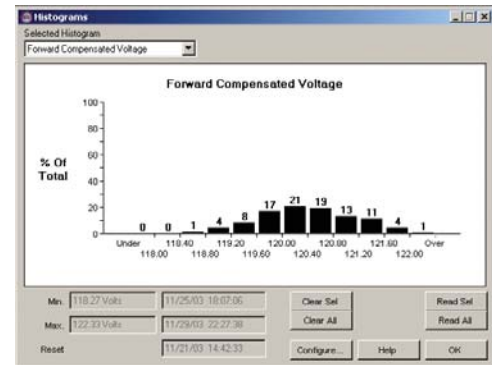 Histograms
Selected Histogram
Forward Compensated Voltage
Forward Compensated Voltage
% Of
Total
100
80
60
40
20
0
0 0 1 4 8 17 21 19 13 11 4 1
Under 118.40 119.20 120.00 120.80 121.60 Over
118.00 118.80 119.60 120.40 121.20 122.00
Min. 118.27 Volts 11/25/03 18:07:06 Clear Sel Read Sel
Max. 122.33 Volts 11/29/03 22:27:38 Clear All Read All
Reset 11/21/03 14:42:33 Configure... Help OK